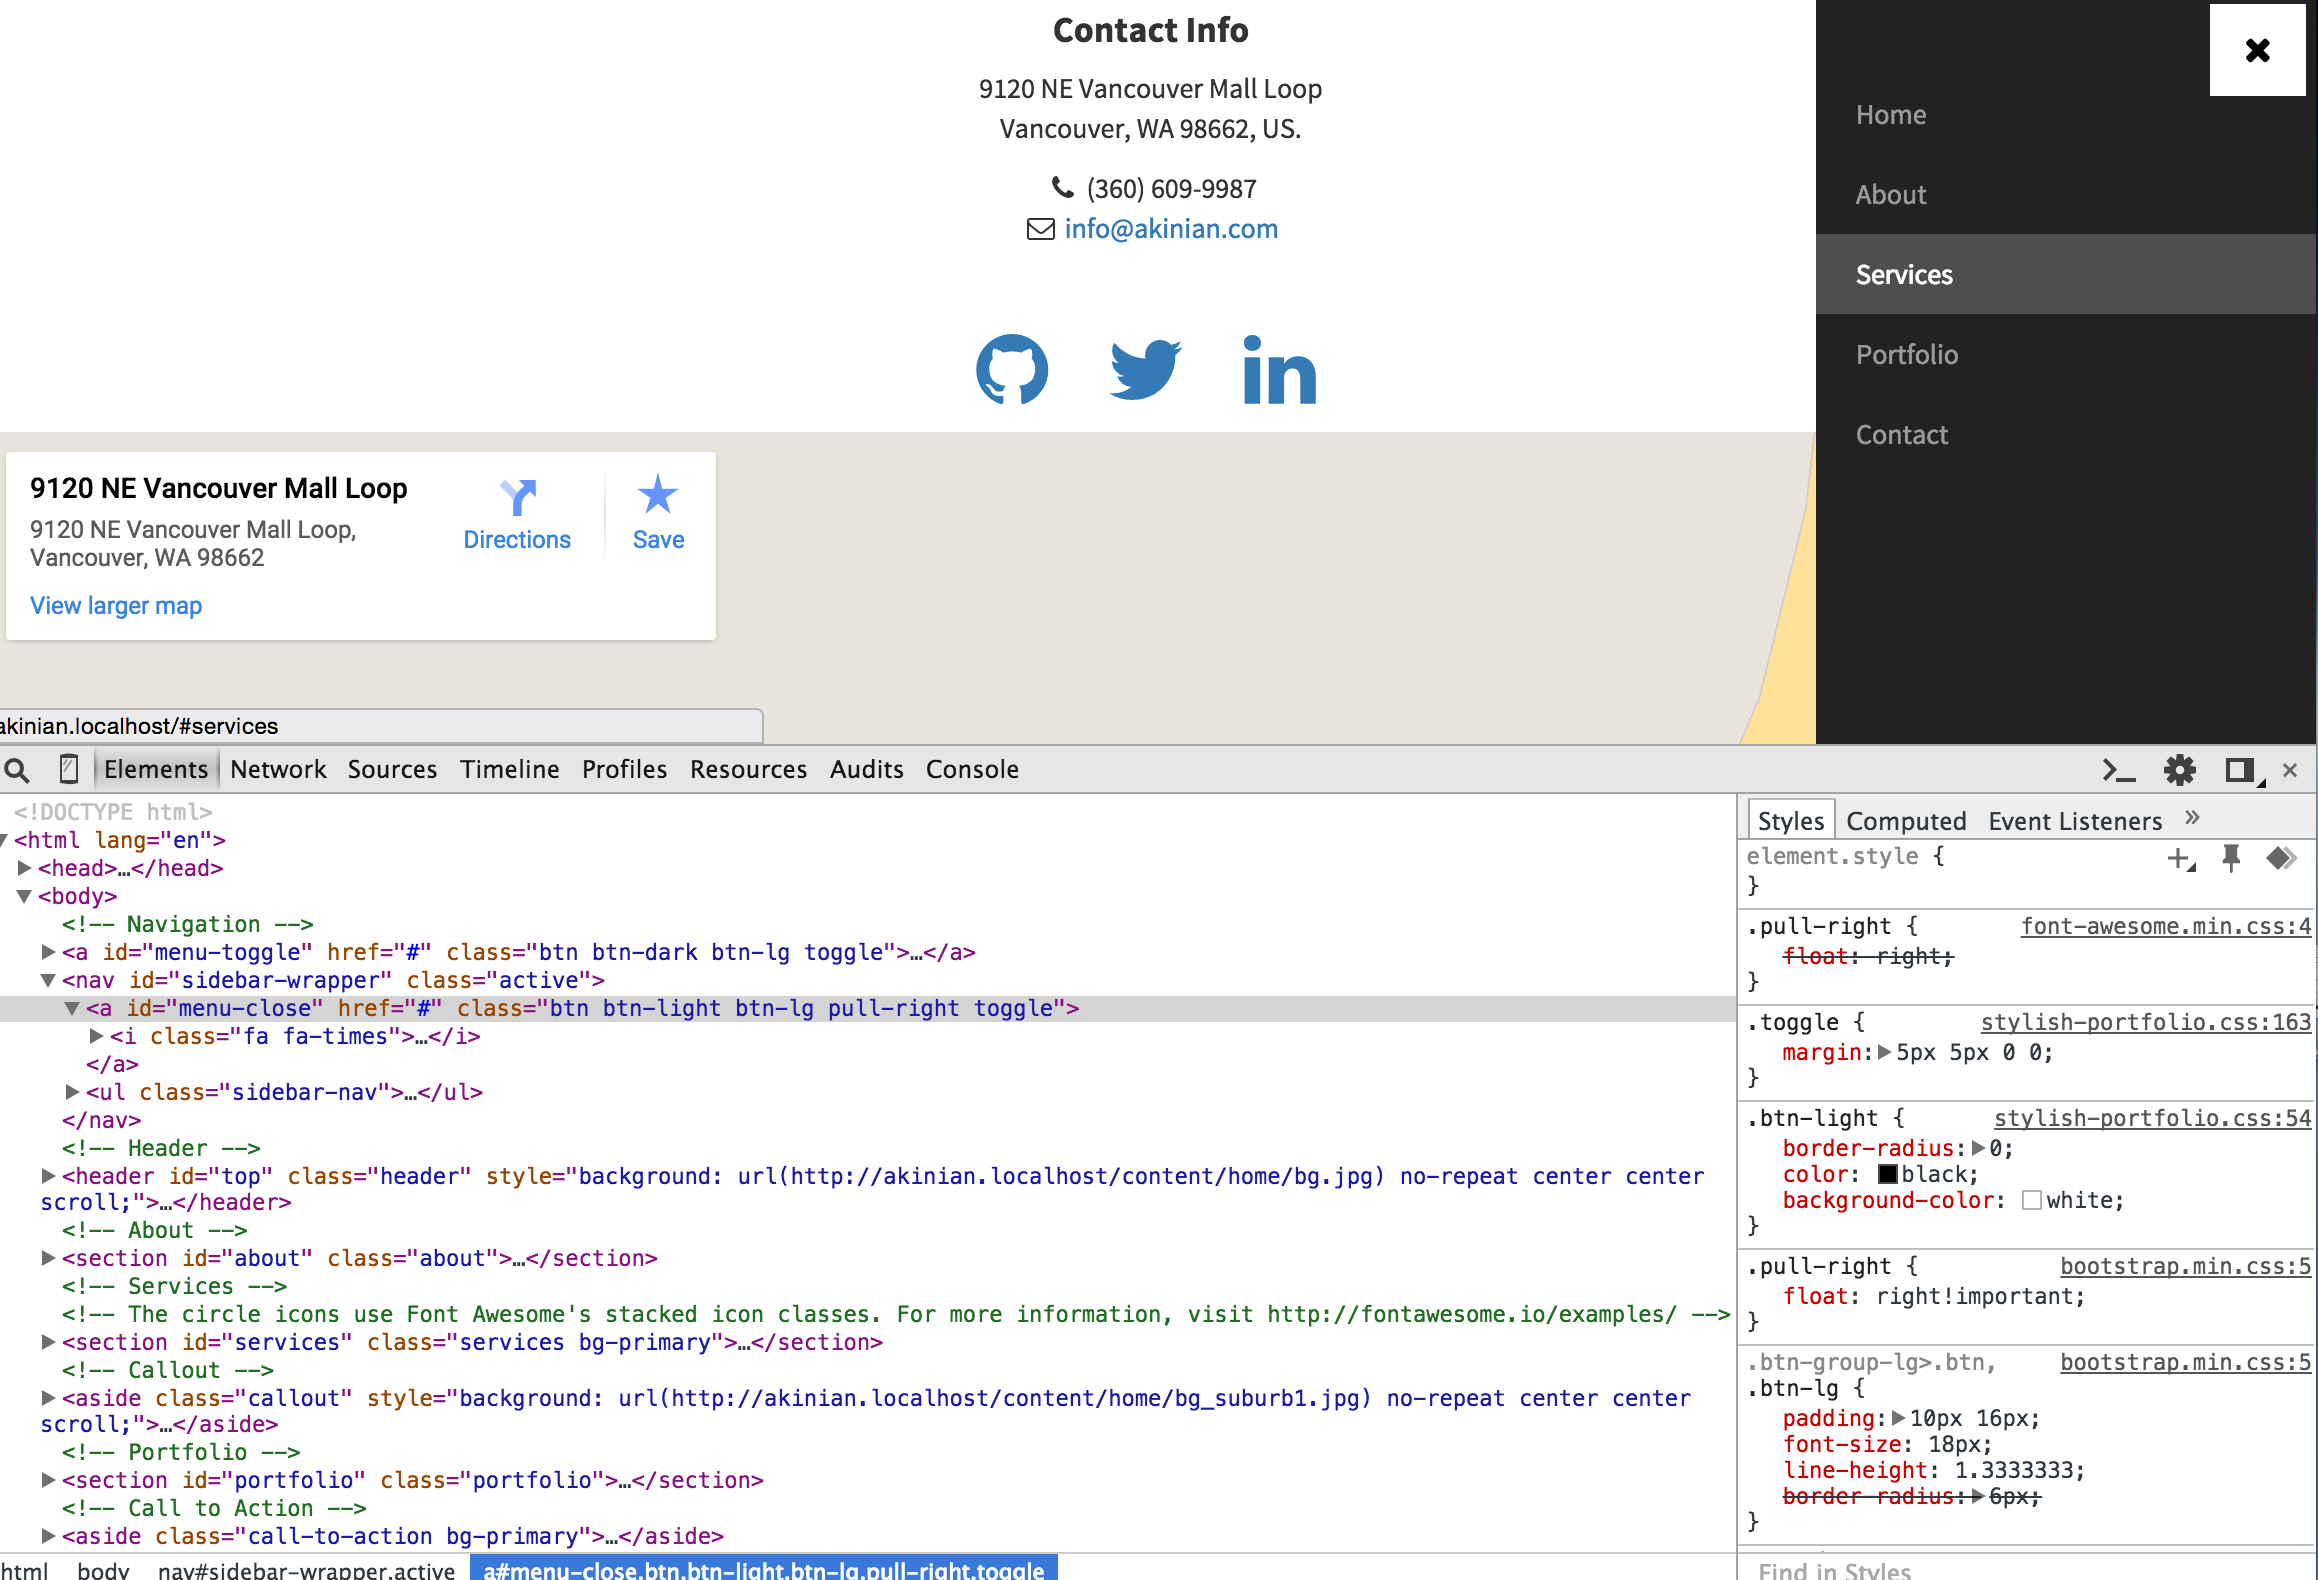 Contact Info
9120 NE Vancouver Mall Loop
Vancouver, WA 98662, US.
(360) 609-9987
info@akinian.com
Home
About
Services
Portfolio
Contact
9120 NE Vancouver Mall Loop
9120 NE Vancouver Mall Loop,
Vancouver, WA 98662
Directions
Save
View larger map
akinian.localhost/#services
Elements Network Sources Timeline Profiles Resources Audits Console
<!DOCTYPE html>
<html lang="en">
<head>…</head>
<body>
<!-- Navigation -->
<a id="menu-toggle" href="#" class="btn btn-dark btn-lg toggle">…</a>
<nav id="sidebar-wrapper" class="active">
<a id="menu-close" href="#" class="btn btn-light btn-lg pull-right toggle">
<i class="fa fa-times">…</i>
</a>
<ul class="sidebar-nav">…</ul>
</nav>
<!-- Header -->
<header id="top" class="header" style="background: url(http://akinian.localhost/content/home/bg.jpg) no-repeat center center
scroll;">…</header>
<!-- About -->
<section id="about" class="about">…</section>
<!-- Services -->
<!-- The circle icons use Font Awesome's stacked icon classes. For more information, visit http://fontawesome.io/examples/ -->
<section id="services" class="services bg-primary">…</section>
<!-- Callout -->
<aside class="callout" style="background: url(http://akinian.localhost/content/home/bg_suburb1.jpg) no-repeat center center
scroll;">…</aside>
<!-- Portfolio -->
<section id="portfolio" class="portfolio">…</section>
<!-- Call to Action -->
<aside class="call-to-action bg-primary">…</aside>
html body nav#sidebar-wrapper.active a#menu-close.btn.btn-light.btn-lg.pull-right.toggle
Styles Computed Event Listeners »
element.style {
}
.pull-right { font-awesome.min.css:4
float: right;
}
.toggle { stylish-portfolio.css:163
margin: 5px 5px 0 0;
}
.btn-light { stylish-portfolio.css:54
border-radius: 0;
color: black;
background-color: white;
}
.pull-right { bootstrap.min.css:5
float: right!important;
}
.btn-group-lg>.btn, bootstrap.min.css:5
.btn-lg {
padding: 10px 16px;
font-size: 18px;
line-height: 1.3333333;
border-radius: 6px;
}
Find in Styles